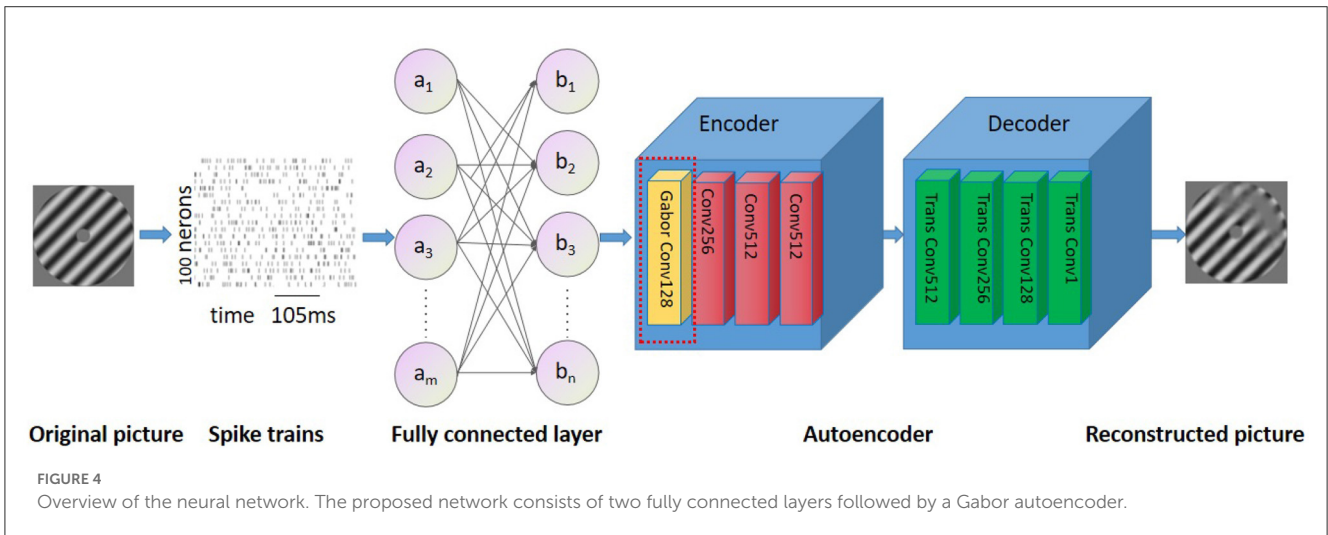 100 nerons
time 105ms
a1
a2
a3
am
b1
b2
b3
bn
Encoder
Gabor Conv128
Conv256
Conv512
Conv512
Decoder
Trans Conv512
Trans Conv256
Trans Conv128
Trans Conv1
Original picture Spike trains Fully connected layer Autoencoder Reconstructed picture
FIGURE 4
Overview of the neural network. The proposed network consists of two fully connected layers followed by a Gabor autoencoder.